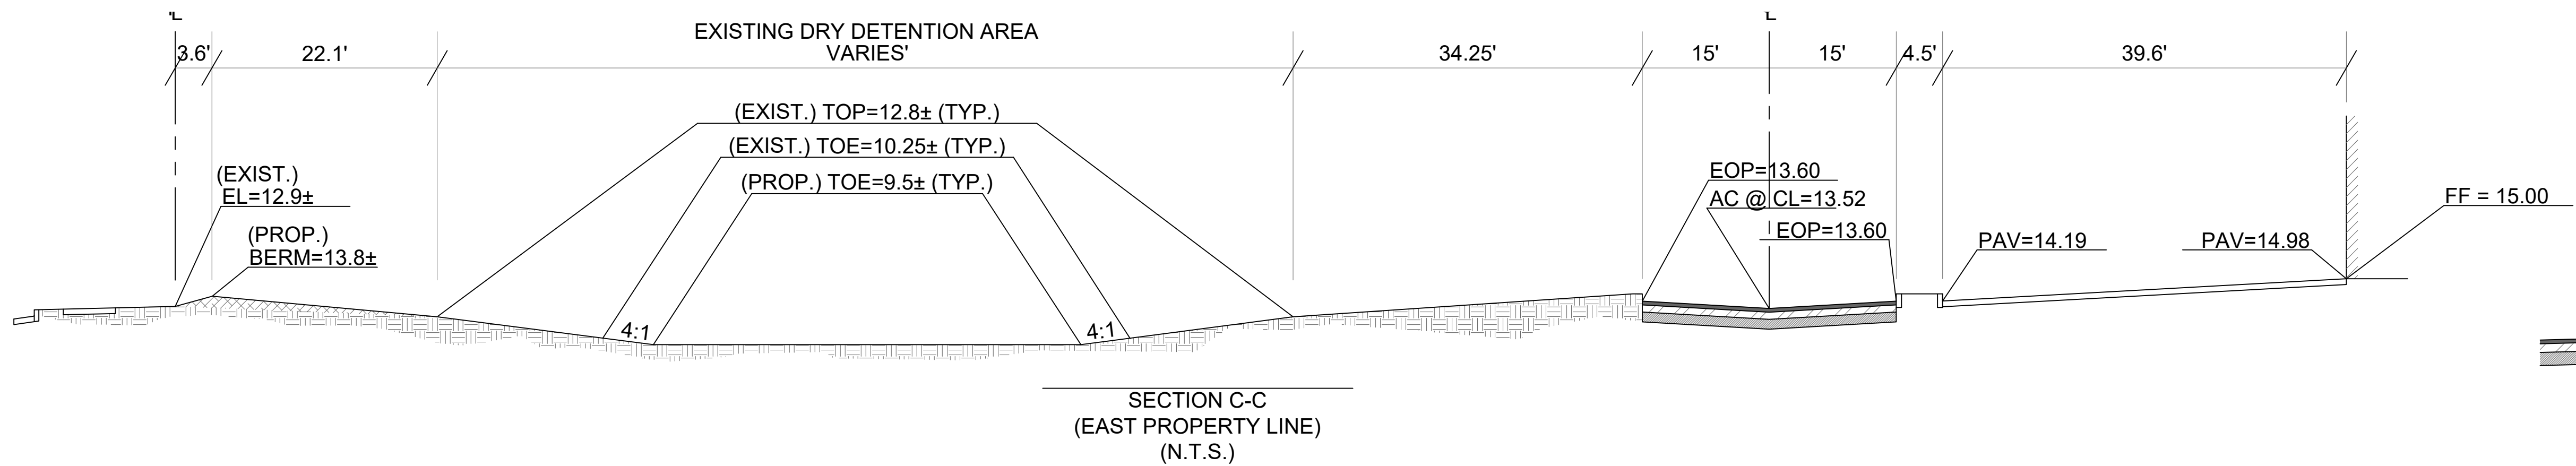 EXISTING DRY DETENTION AREA
3.6'
22.1'
VARIES'
34.25'
15'
15'
4.5'
39.6'
(EXIST.) TOP=12.8± (TYP.)
(EXIST.) TOE=10.25± (TYP.)
(PROP.) TOE=9.5± (TYP.)
(EXIST.)
EL=12.9±
(PROP.)
BERM=13.8±
EOP=13.60
AC @ CL=13.52
EOP=13.60
PAV=14.19
PAV=14.98
FF = 15.00
4:1
4:1
SECTION C-C
(EAST PROPERTY LINE)
(N.T.S.)